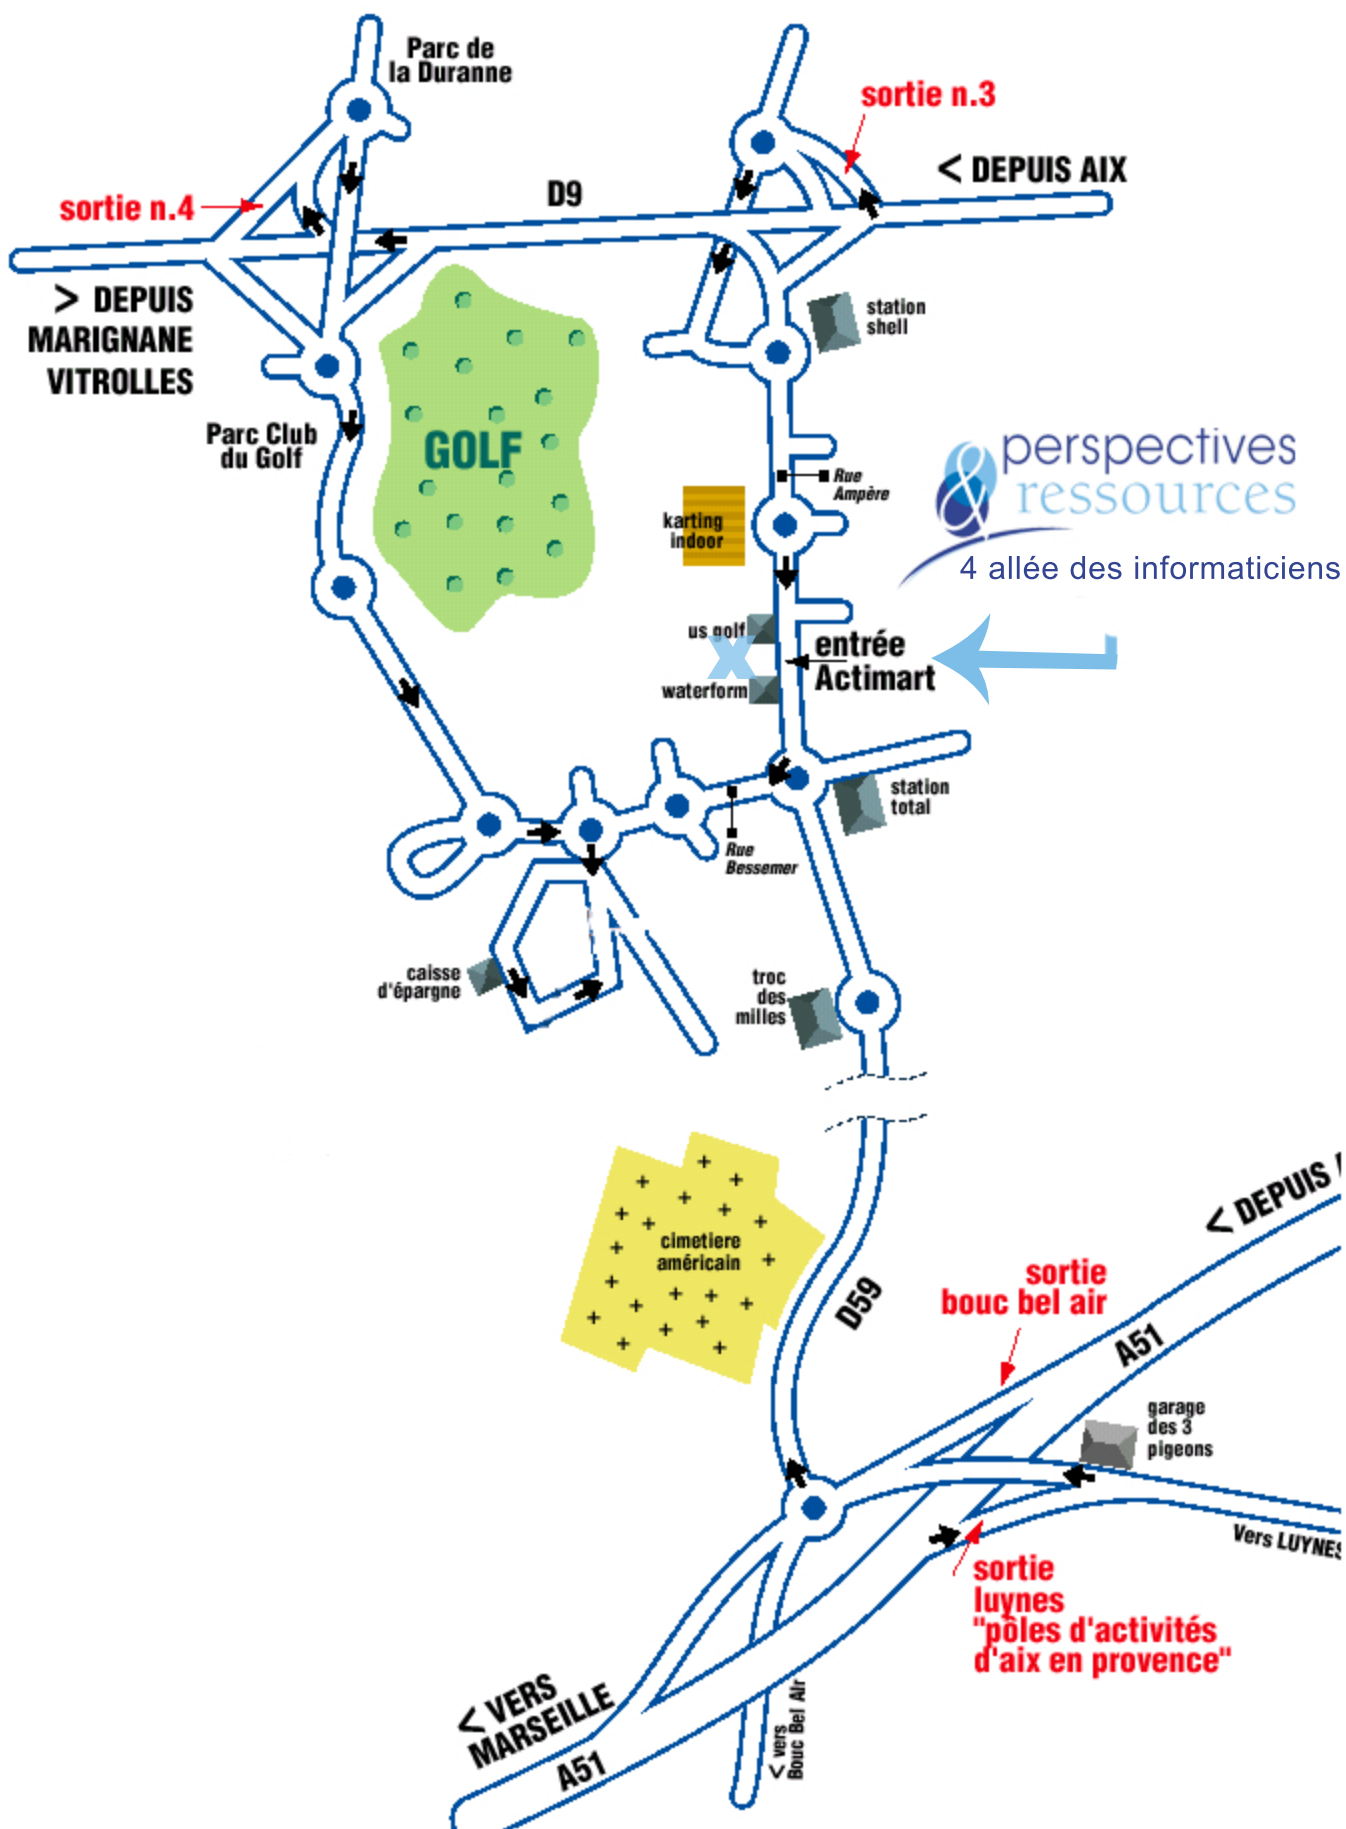 Parc de
la Duranne
sortie n.3
< DEPUIS AIX
D9
sortie n.4
> DEPUIS
MARIGNANE
VITROLLES
station
shell
Parc Club
du Golf
GOLF
Rue
Ampère
perspectives
& ressources
4 allée des informaticiens
karting
indoor
us golf
x
entrée
Actimart
waterform
station
total
Rue
Bessemer
caisse
d'épargne
troc
des
milles
cimetiere
américain
< DEPUIS
sortie
bouc bel air
D59
A51
garage
des 3
pigeons
Vers LUYNES
sortie
luynes
"pôles d'activités
d'aix en provence"
< VERS
MARSEILLE
A51
< vers
Bouc Bel Air